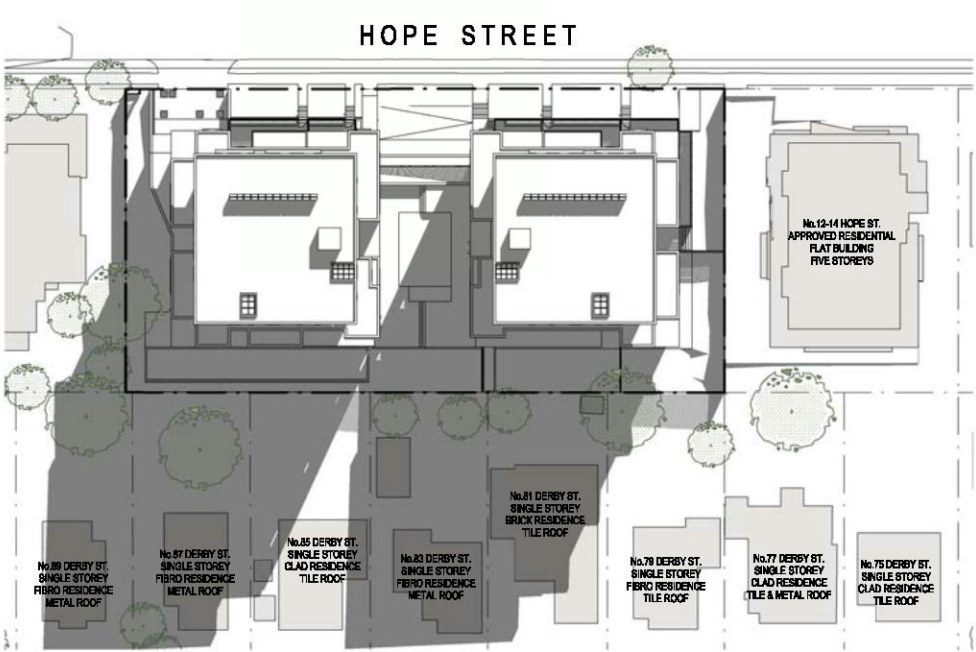 HOPE STREET
No.12-14 HOPE ST.
APPROVED RESIDENTIAL
FLAT BUILDING
FIVE STOREYS
No.89 DERBY ST.
SINGLE STOREY
FIBRO RESIDENCE
METAL ROOF
No.87 DERBY ST.
SINGLE STOREY
FIBRO RESIDENCE
METAL ROOF
No.85 DERBY ST.
SINGLE STOREY
CLAD RESIDENCE
TILE ROOF
No.83 DERBY ST.
SINGLE STOREY
FIBRO RESIDENCE
METAL ROOF
No.81 DERBY ST.
SINGLE STOREY
BRICK RESIDENCE
TILE ROOF
No.79 DERBY ST.
SINGLE STOREY
FIBRO RESIDENCE
TILE ROOF
No.77 DERBY ST.
SINGLE STOREY
CLAD RESIDENCE
TILE & METAL ROOF
No.75 DERBY ST.
SINGLE STOREY
CLAD RESIDENCE
TILE ROOF